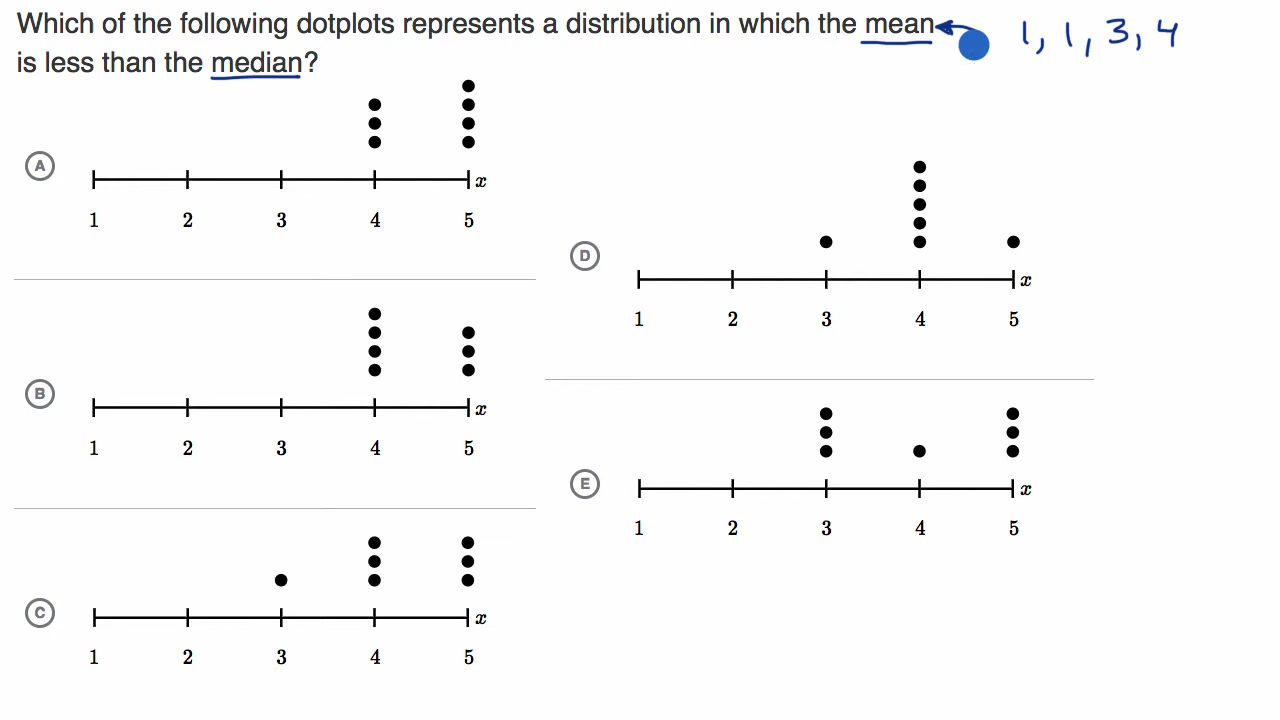 Which of the following dotplots represents a distribution in which the mean 1, 1, 3, 4
is less than the median?
A
x
1 2 3 4 5
B
x
1 2 3 4 5
C
x
1 2 3 4 5
D
x
1 2 3 4 5
E
x
1 2 3 4 5